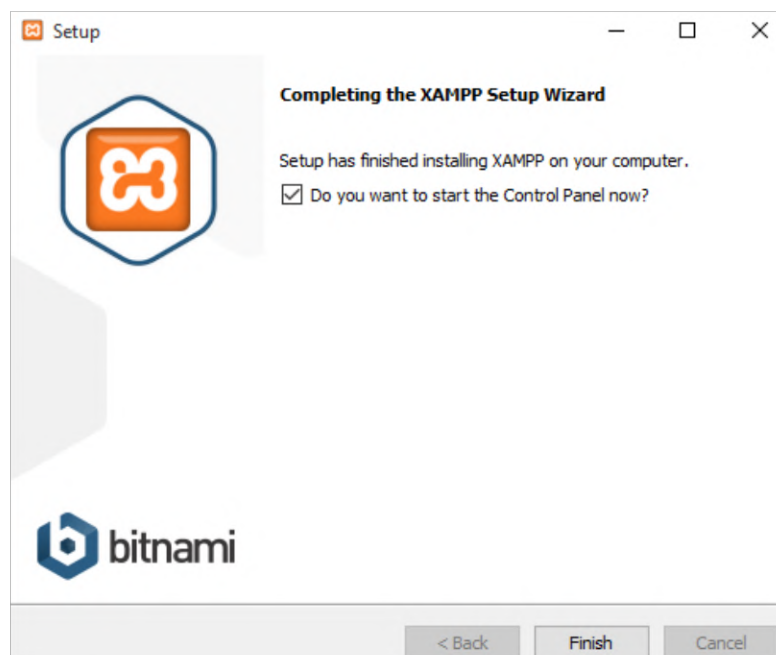 Setup
Completing the XAMPP Setup Wizard
Setup has finished installing XAMPP on your computer.
Do you want to start the Control Panel now?
bitnami
< Back
Finish
Cancel